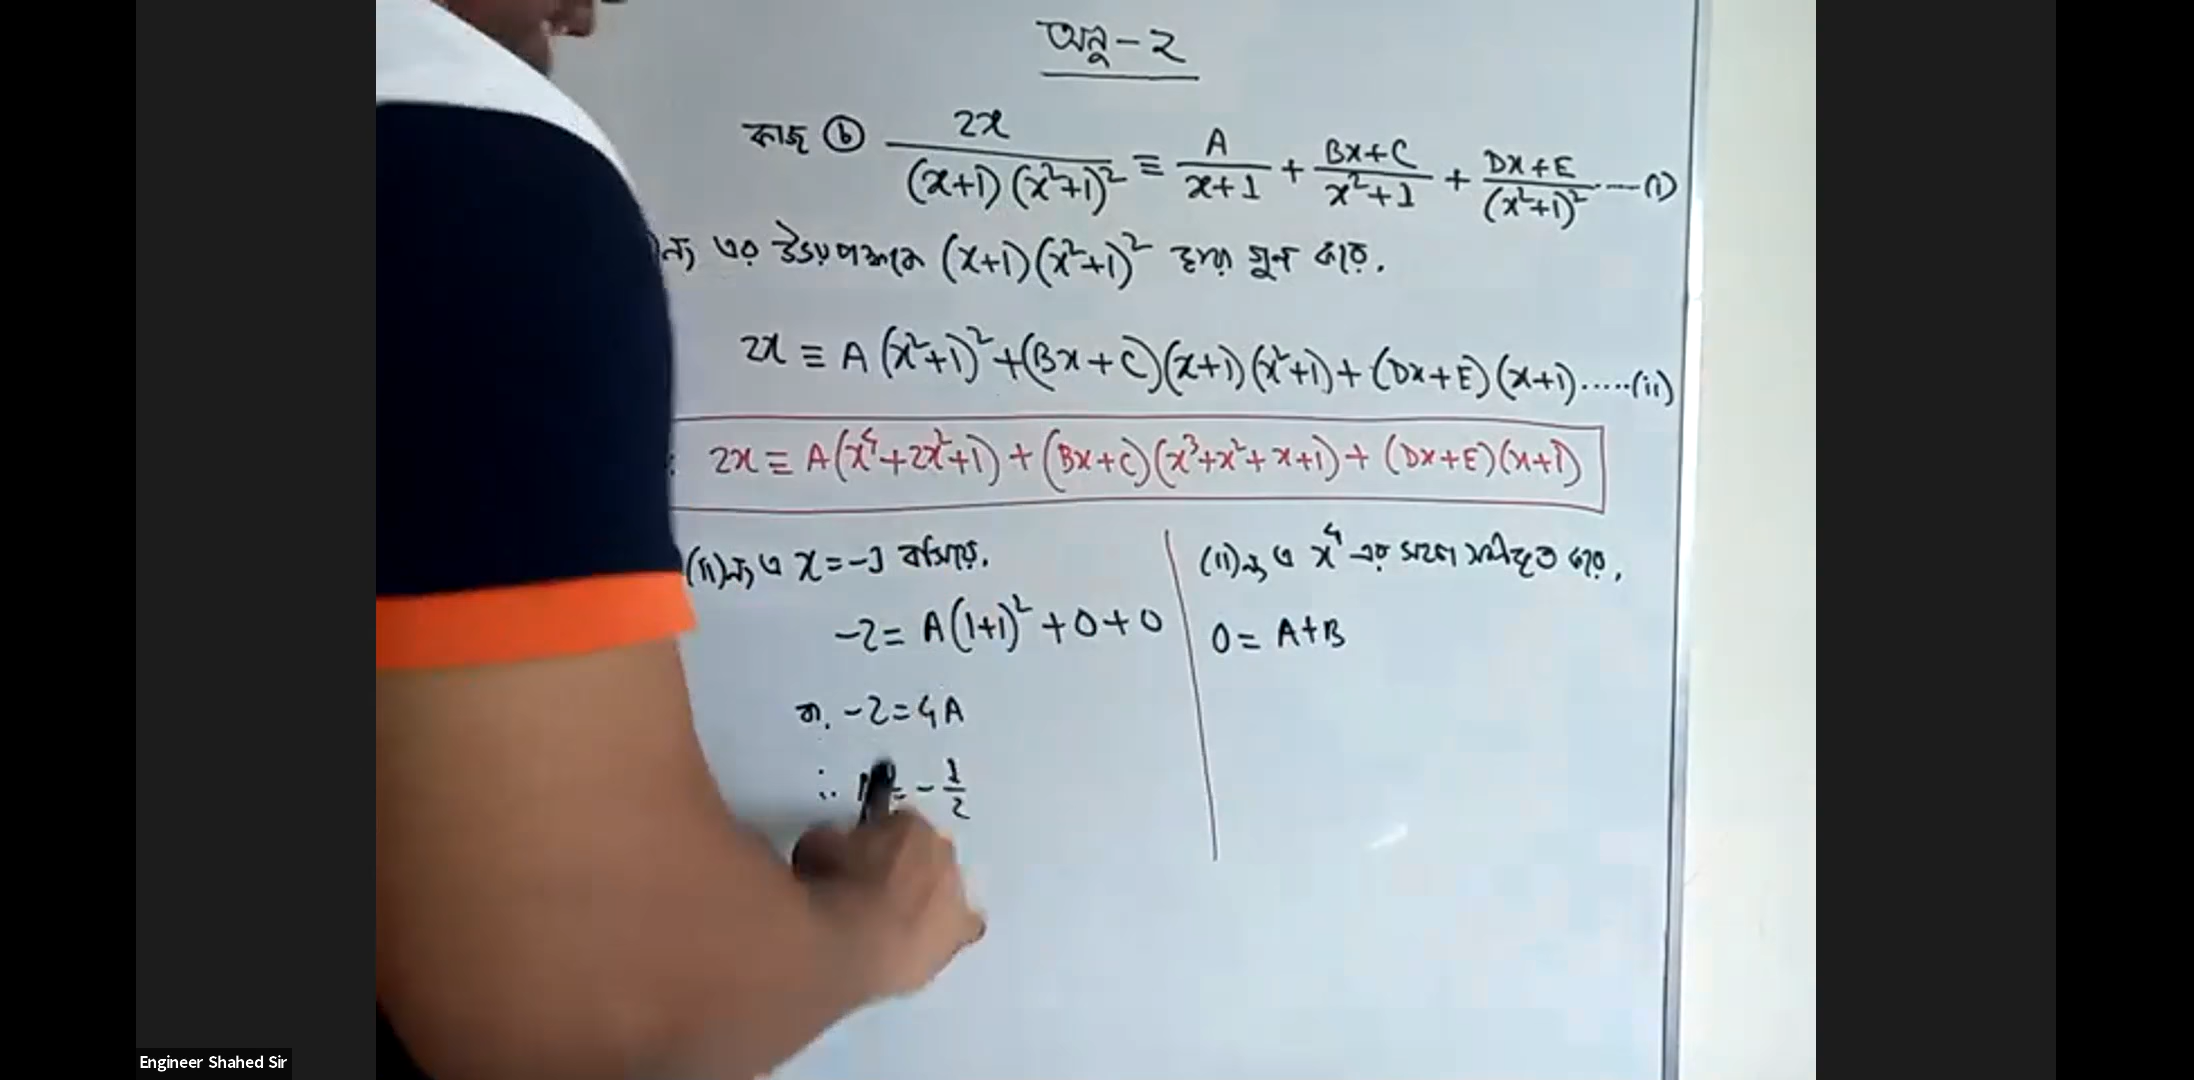 অনু-২
কাজ ⓑ 2x/((x+1)(x²+1)²) ≡ A/(x+1) + (Bx+C)/(x²+1) + (Dx+E)/(x²+1)² ---(i)
নং এর উভয়পক্ষকে (x+1)(x²+1)² দ্বারা গুন করে,
2x ≡ A(x²+1)²+(Bx+C)(x+1)(x²+1)+(Dx+E)(x+1).....(ii)
2x ≡ A(x⁴+2x²+1)+(Bx+C)(x³+x²+x+1)+(Dx+E)(x+1)
(ii)নং এ x=-1 বসিয়ে,
-2= A(1+1)²+0+0
বা, -2=4A
∴ = -1/2
(ii)নং এ x⁴ এর সহগ সমীকৃত করে,
0= A+B
Engineer Shahed Sir